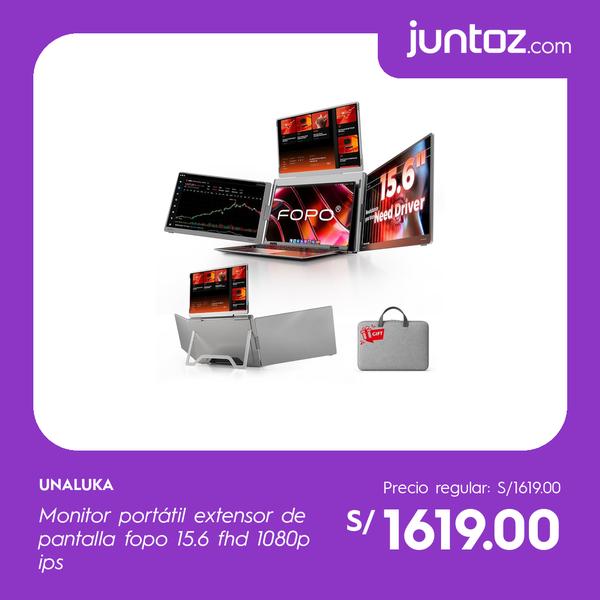 juntoz.com
15.6"
Need Driver
FOPO®
GIFT
UNALUKA
Monitor portátil extensor de
pantalla fopo 15.6 fhd 1080p
ips
Precio regular: S/1619.00
S/ 1619.00